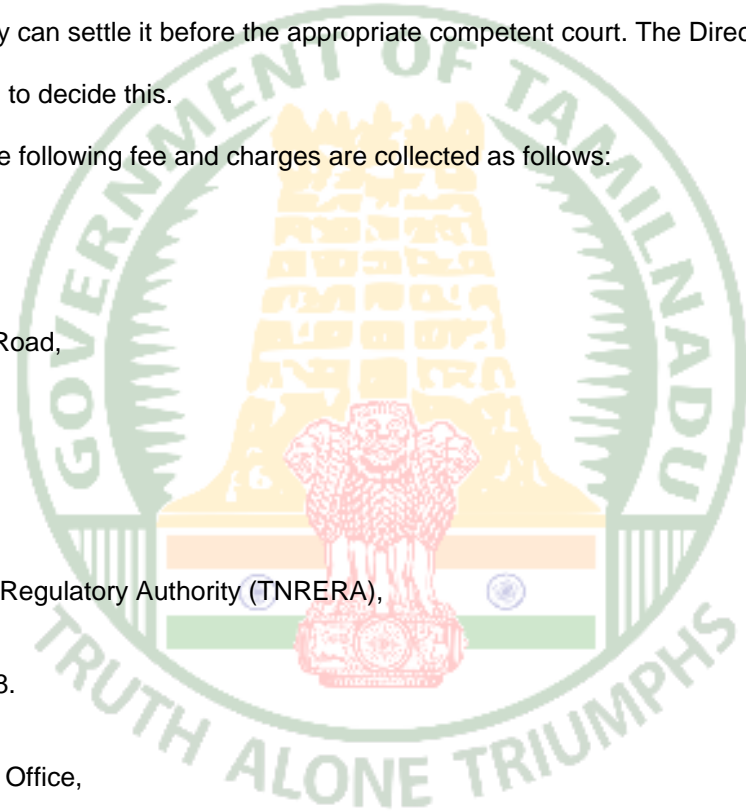 y can settle it before the appropriate competent court. The Direc
to decide this.
e following fee and charges are collected as follows:
Road,
Regulatory Authority (TNRERA),
3.
Office,
GOVERNMENT OF TAMILNADU
TRUTH ALONE TRIUMPHS